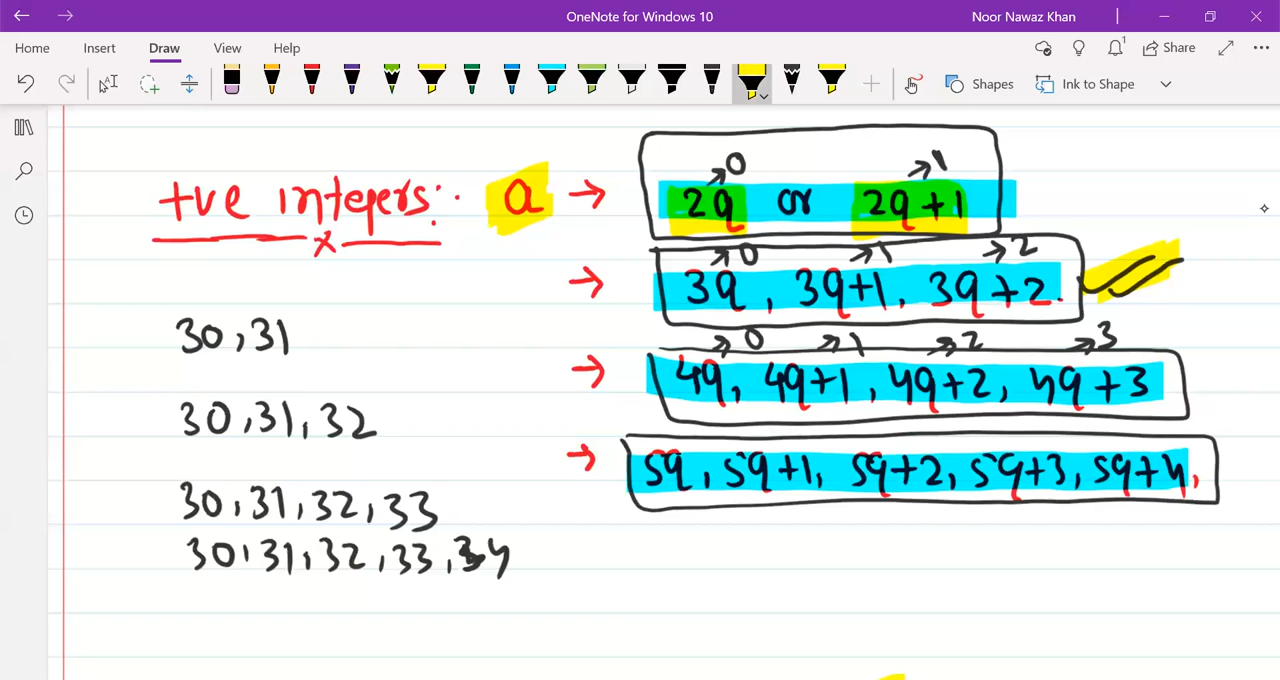 OneNote for Windows 10
Noor Nawaz Khan
Home Insert Draw View Help
1
Share
Shapes
Ink to Shape
→0 →1
+ve integers: a → 2q or 2q+1
x
→0 →1 →2
→ 3q, 3q+1, 3q+2.
30, 31
→0 →1 →2 →3
→ 4q, 4q+1, 4q+2, 4q+3
30, 31, 32
→ 5q, 5q+1, 5q+2, 5q+3, 5q+4,
30, 31, 32, 33
30, 31, 32, 33, 34